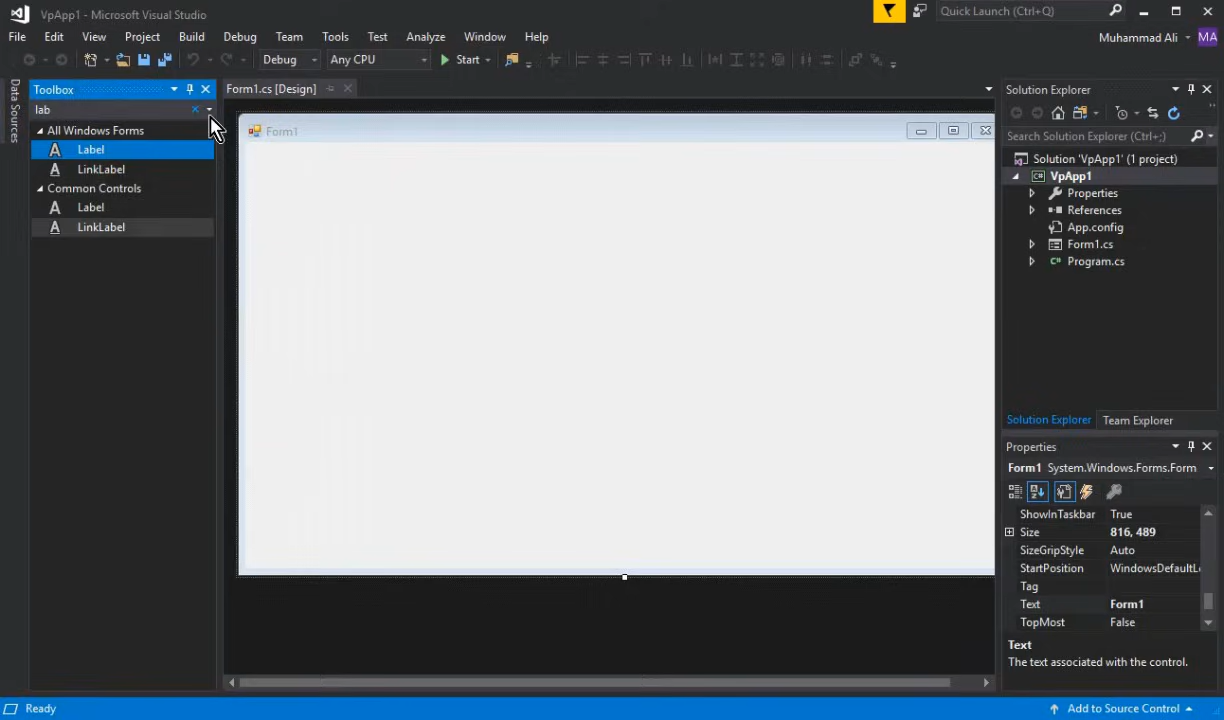 VpApp1 - Microsoft Visual Studio
Quick Launch (Ctrl+Q)
File Edit View Project Build Debug Team Tools Test Analyze Window Help
Muhammad Ali MA
Debug Any CPU Start
Data Sources
Toolbox
lab
All Windows Forms
Label
LinkLabel
Common Controls
Label
LinkLabel
Form1.cs [Design]
Form1
Solution Explorer
Search Solution Explorer (Ctrl+;)
Solution 'VpApp1' (1 project)
VpApp1
Properties
References
App.config
Form1.cs
Program.cs
Solution Explorer Team Explorer
Properties
Form1 System.Windows.Forms.Form
ShowInTaskbar True
Size 816, 489
SizeGripStyle Auto
StartPosition WindowsDefaultLo
Tag
Text Form1
TopMost False
Text
The text associated with the control.
Ready
Add to Source Control